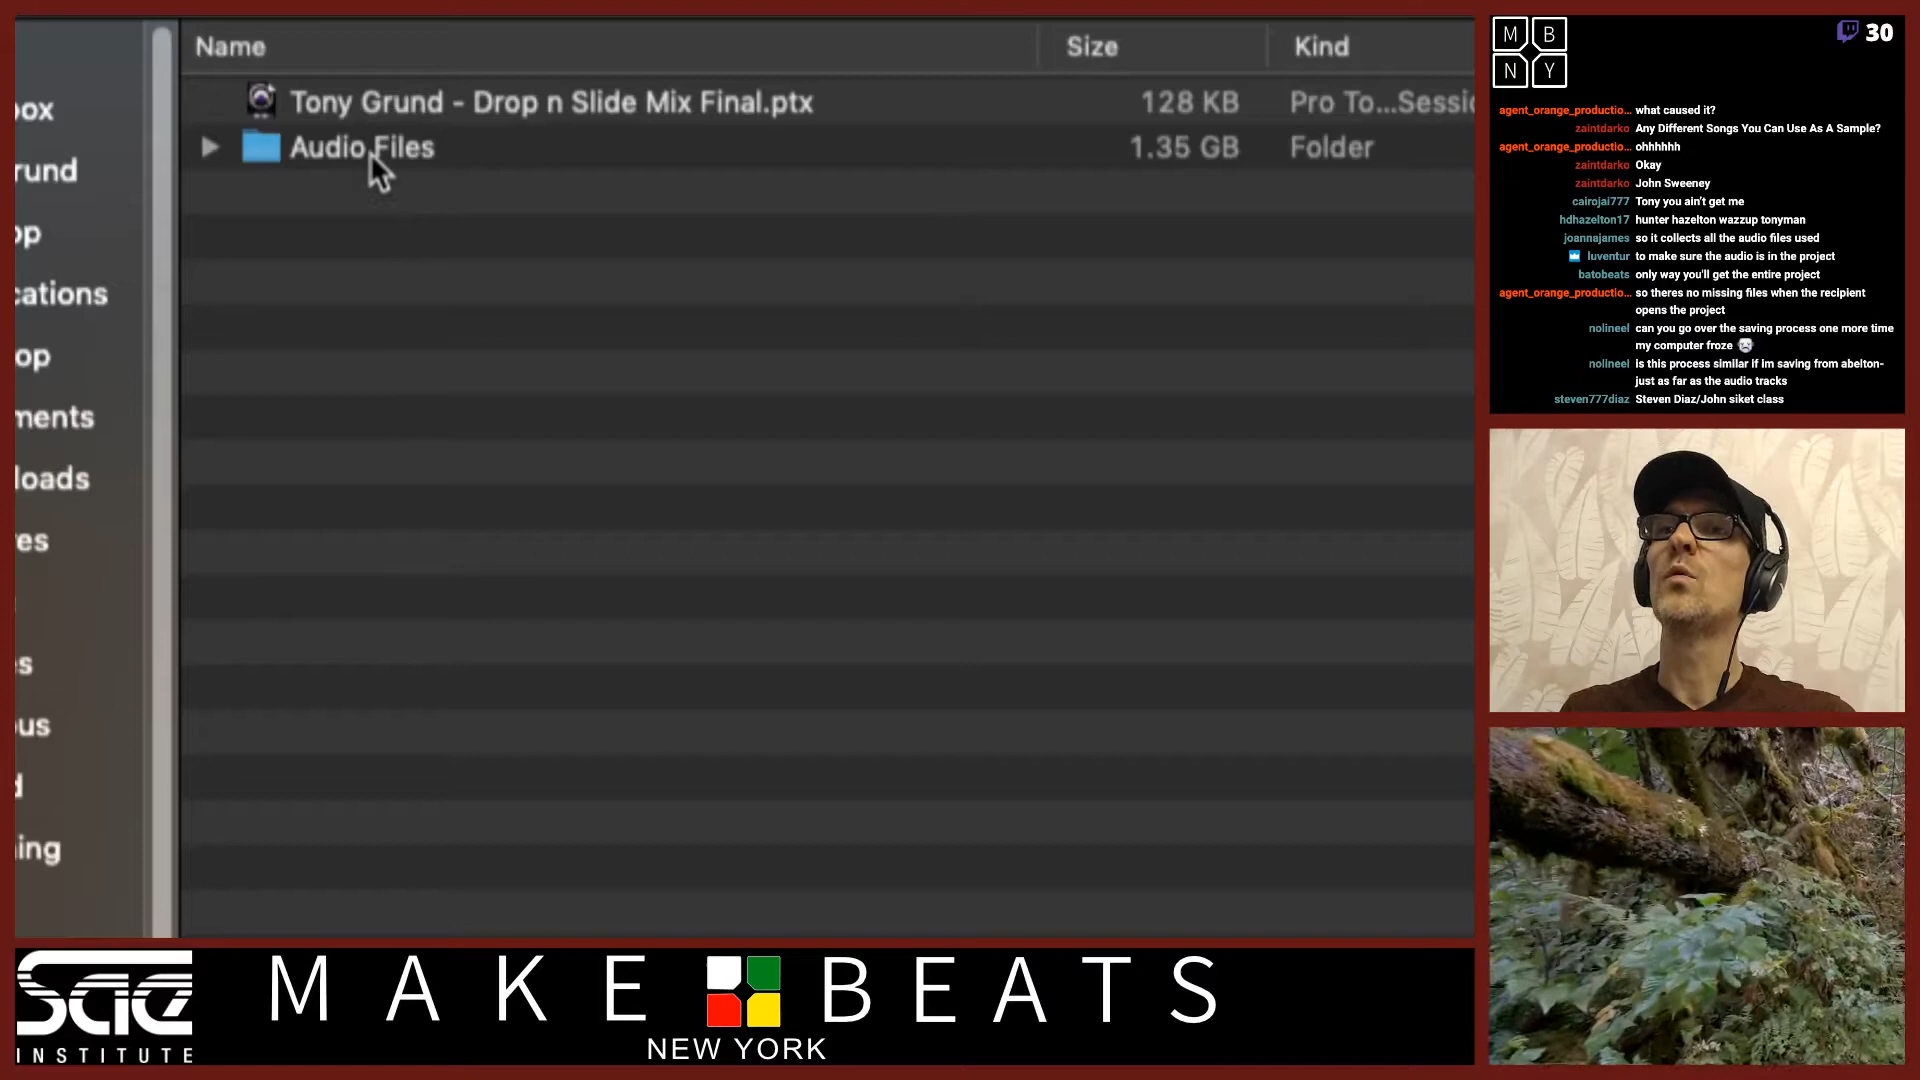 Name
Size
Kind
Tony Grund - Drop n Slide Mix Final.ptx
128 KB
Pro To...Sessic
Audio Files
1.35 GB
Folder
ox
rund
op
cations
op
ments
loads
es
s
us
d
ing
M B
N Y
30
agent_orange_productio... what caused it?
zaintdarko Any Different Songs You Can Use As A Sample?
agent_orange_productio... ohhhhhh
zaintdarko Okay
zaintdarko John Sweeney
cairojai777 Tony you ain't get me
hdhazelton17 hunter hazelton wazzup tonyman
joannajames so it collects all the audio files used
luventur to make sure the audio is in the project
batobeats only way you'll get the entire project
agent_orange_productio... so theres no missing files when the recipient
opens the project
nolineel can you go over the saving process one more time
my computer froze
nolineel is this process similar if im saving from abelton-
just as far as the audio tracks
steven777diaz Steven Diaz/John siket class
sae
INSTITUTE
MAKE BEATS
NEW YORK